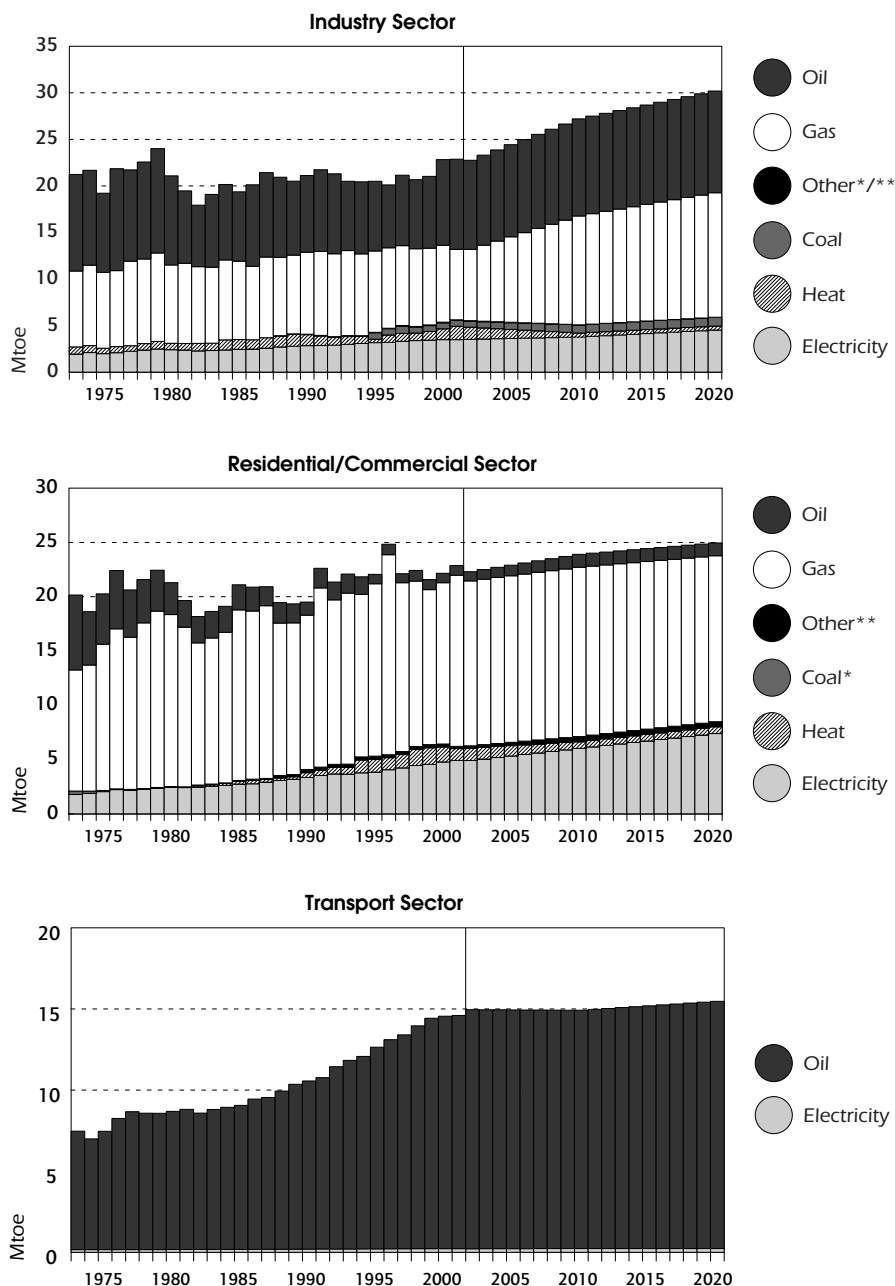 Industry Sector
35
30
25
20
15
10
5
0
Mtoe
1975 1980 1985 1990 1995 2000 2005 2010 2015 2020
Oil
Gas
Other*/**
Coal
Heat
Electricity
Residential/Commercial Sector
30
25
20
15
10
5
0
Mtoe
1975 1980 1985 1990 1995 2000 2005 2010 2015 2020
Oil
Gas
Other**
Coal*
Heat
Electricity
Transport Sector
20
15
10
5
0
Mtoe
1975 1980 1985 1990 1995 2000 2005 2010 2015 2020
Oil
Electricity